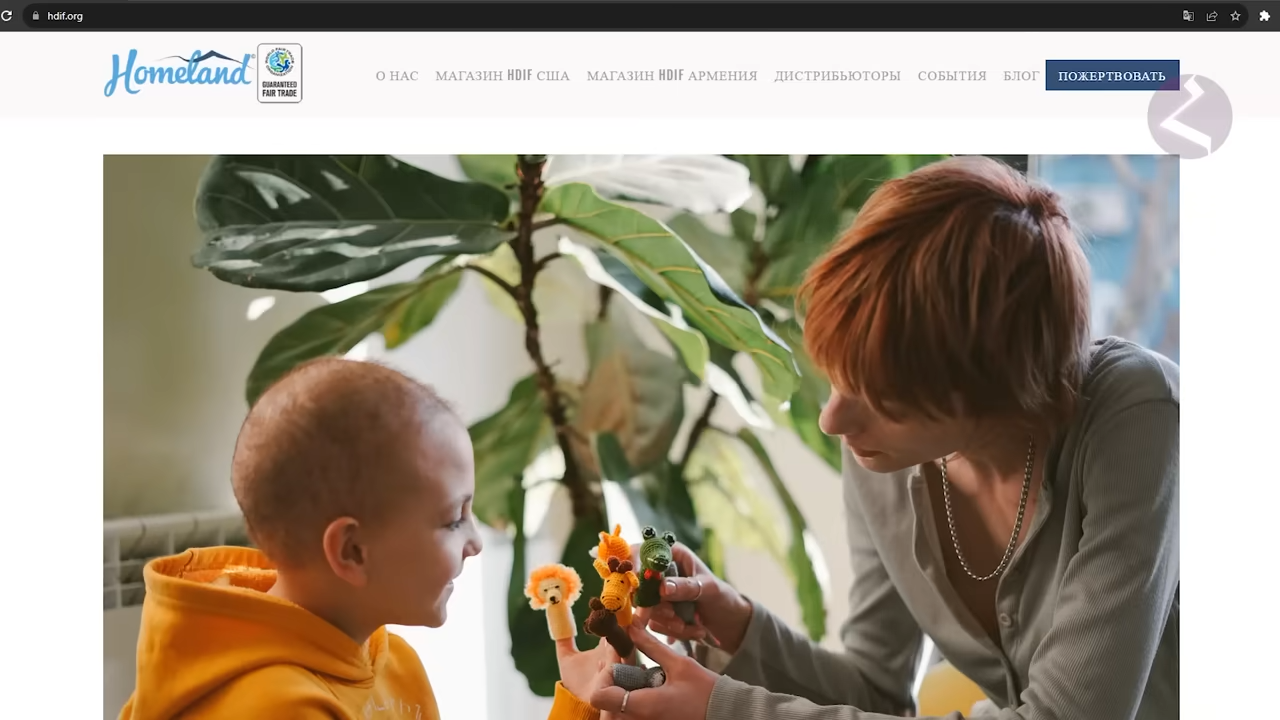 hdif.org
Homeland
GUARANTEED
FAIR TRADE
О НАС МАГАЗИН HDIF США МАГАЗИН HDIF АРМЕНИЯ ДИСТРИБЬЮТОРЫ СОБЫТИЯ БЛОГ ПОЖЕРТВОВАТЬ